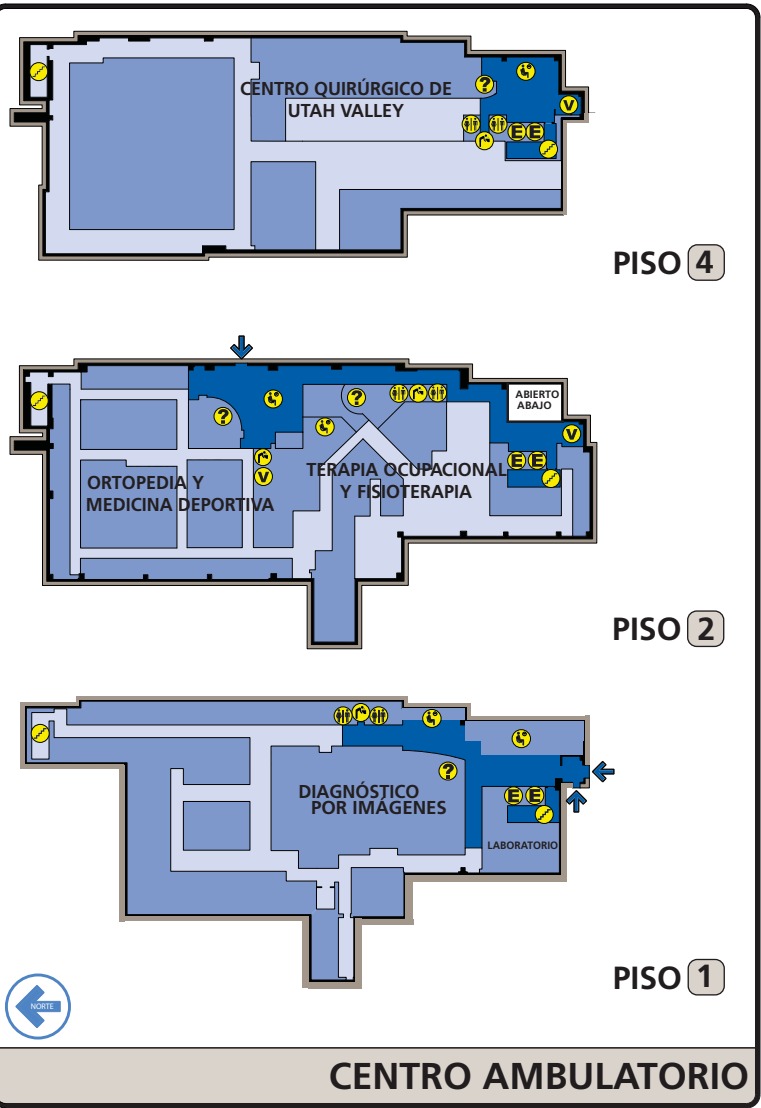 CENTRO QUIRÚRGICO DE
UTAH VALLEY
?
V
E E
PISO 4
ABIERTO
ABAJO
?
?
V
E E
V
ORTOPEDIA Y
MEDICINA DEPORTIVA
TERAPIA OCUPACIONAL
Y FISIOTERAPIA
PISO 2
?
DIAGNÓSTICO
POR IMÁGENES
E E
LABORATORIO
PISO 1
NORTE
CENTRO AMBULATORIO